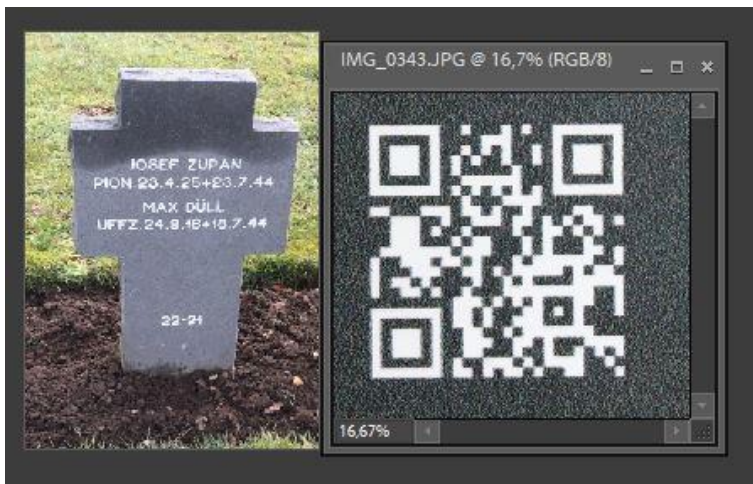 JOSEF ZUPAN
PION 23.4.25+23.7.44
MAX DÜLL
UFFZ.24.9.18+18.7.44
22-21
IMG_0343.JPG @ 16,7% (RGB/8)
16,67%